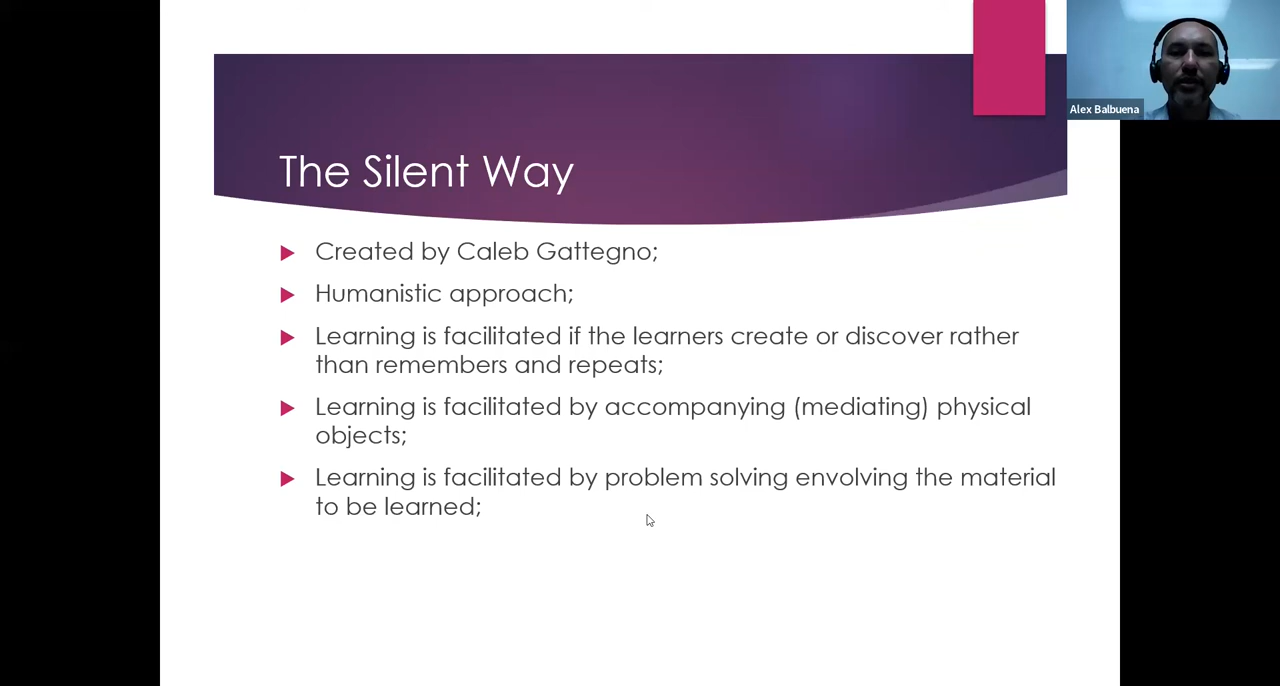 Alex Balbuena
The Silent Way
Created by Caleb Gattegno;
Humanistic approach;
Learning is facilitated if the learners create or discover rather
than remembers and repeats;
Learning is facilitated by accompanying (mediating) physical
objects;
Learning is facilitated by problem solving envolving the material
to be learned;